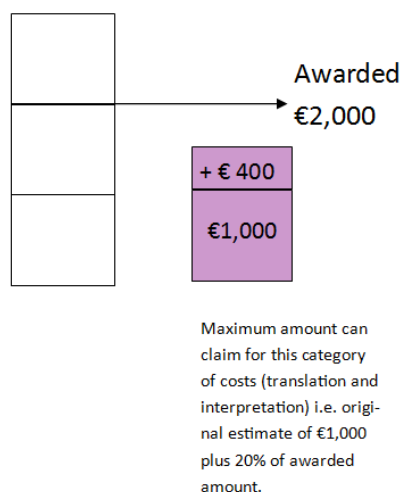 Awarded
€2,000
+ € 400
€1,000
Maximum amount can
claim for this category
of costs (translation and
interpretation) i.e. origi-
nal estimate of €1,000
plus 20% of awarded
amount.